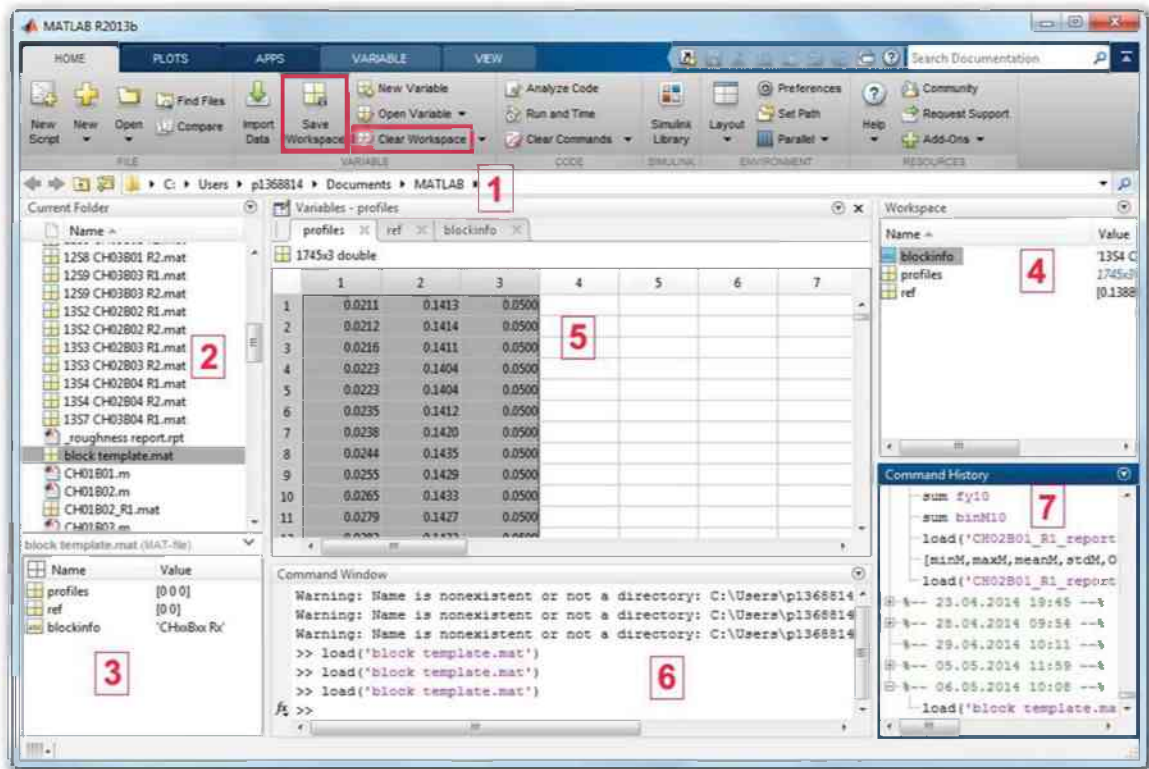 MATLAB R2013b
HOME PLOTS APPS VARIABLE VIEW
Search Documentation
New Script
New
Open
Find Files
Compare
FILE
Import Data
Save Workspace
New Variable
Open Variable
Clear Workspace
VARIABLE
Analyze Code
Run and Time
Clear Commands
CODE
Simulink Library
SIMULINK
Layout
Preferences
Set Path
Parallel
ENVIRONMENT
Help
Community
Request Support
Add-Ons
RESOURCES
C: Users p1368814 Documents MATLAB
1
Current Folder
Name
12S8 CH03B01 R2.mat
12S9 CH03B03 R1.mat
12S9 CH03B03 R2.mat
13S2 CH02B02 R1.mat
13S2 CH02B02 R2.mat
13S3 CH02B03 R1.mat
13S3 CH02B03 R2.mat
13S4 CH02B04 R1.mat
13S4 CH02B04 R2.mat
13S7 CH03B04 R1.mat
_roughness report.rpt
block template.mat
CH01B01.m
CH01B02.m
CH01B02_R1.mat
CH01B03.m
2
block template.mat (MAT-file)
Name Value
profiles [0 0 0]
ref [0 0]
blockinfo 'CHxxBxx Rx'
3
Variables - profiles
profiles ref blockinfo
1745x3 double
1 2 3 4 5 6 7
1 0.0211 0.1413 0.0500
2 0.0212 0.1414 0.0500
3 0.0216 0.1411 0.0500
4 0.0223 0.1404 0.0500
5 0.0223 0.1404 0.0500
6 0.0235 0.1412 0.0500
7 0.0238 0.1420 0.0500
8 0.0244 0.1435 0.0500
9 0.0255 0.1429 0.0500
10 0.0265 0.1433 0.0500
11 0.0279 0.1427 0.0500
5
Command Window
Warning: Name is nonexistent or not a directory: C:\Users\p1368814
Warning: Name is nonexistent or not a directory: C:\Users\p1368814
Warning: Name is nonexistent or not a directory: C:\Users\p1368814
>> load('block template.mat')
>> load('block template.mat')
>> load('block template.mat')
fx >>
6
Workspace
Name Value
blockinfo '13S4 C
profiles 1745x3
ref [0.1388
4
Command History
sum fy10
sum binM10
load('CH02B01_R1_report
[minM,maxM,meanM,stdM,O
load('CH02B01_R1_report
%-- 23.04.2014 19:45 --%
%-- 28.04.2014 09:54 --%
%-- 29.04.2014 10:11 --%
%-- 05.05.2014 11:59 --%
%-- 06.05.2014 10:08 --%
load('block template.ma
7